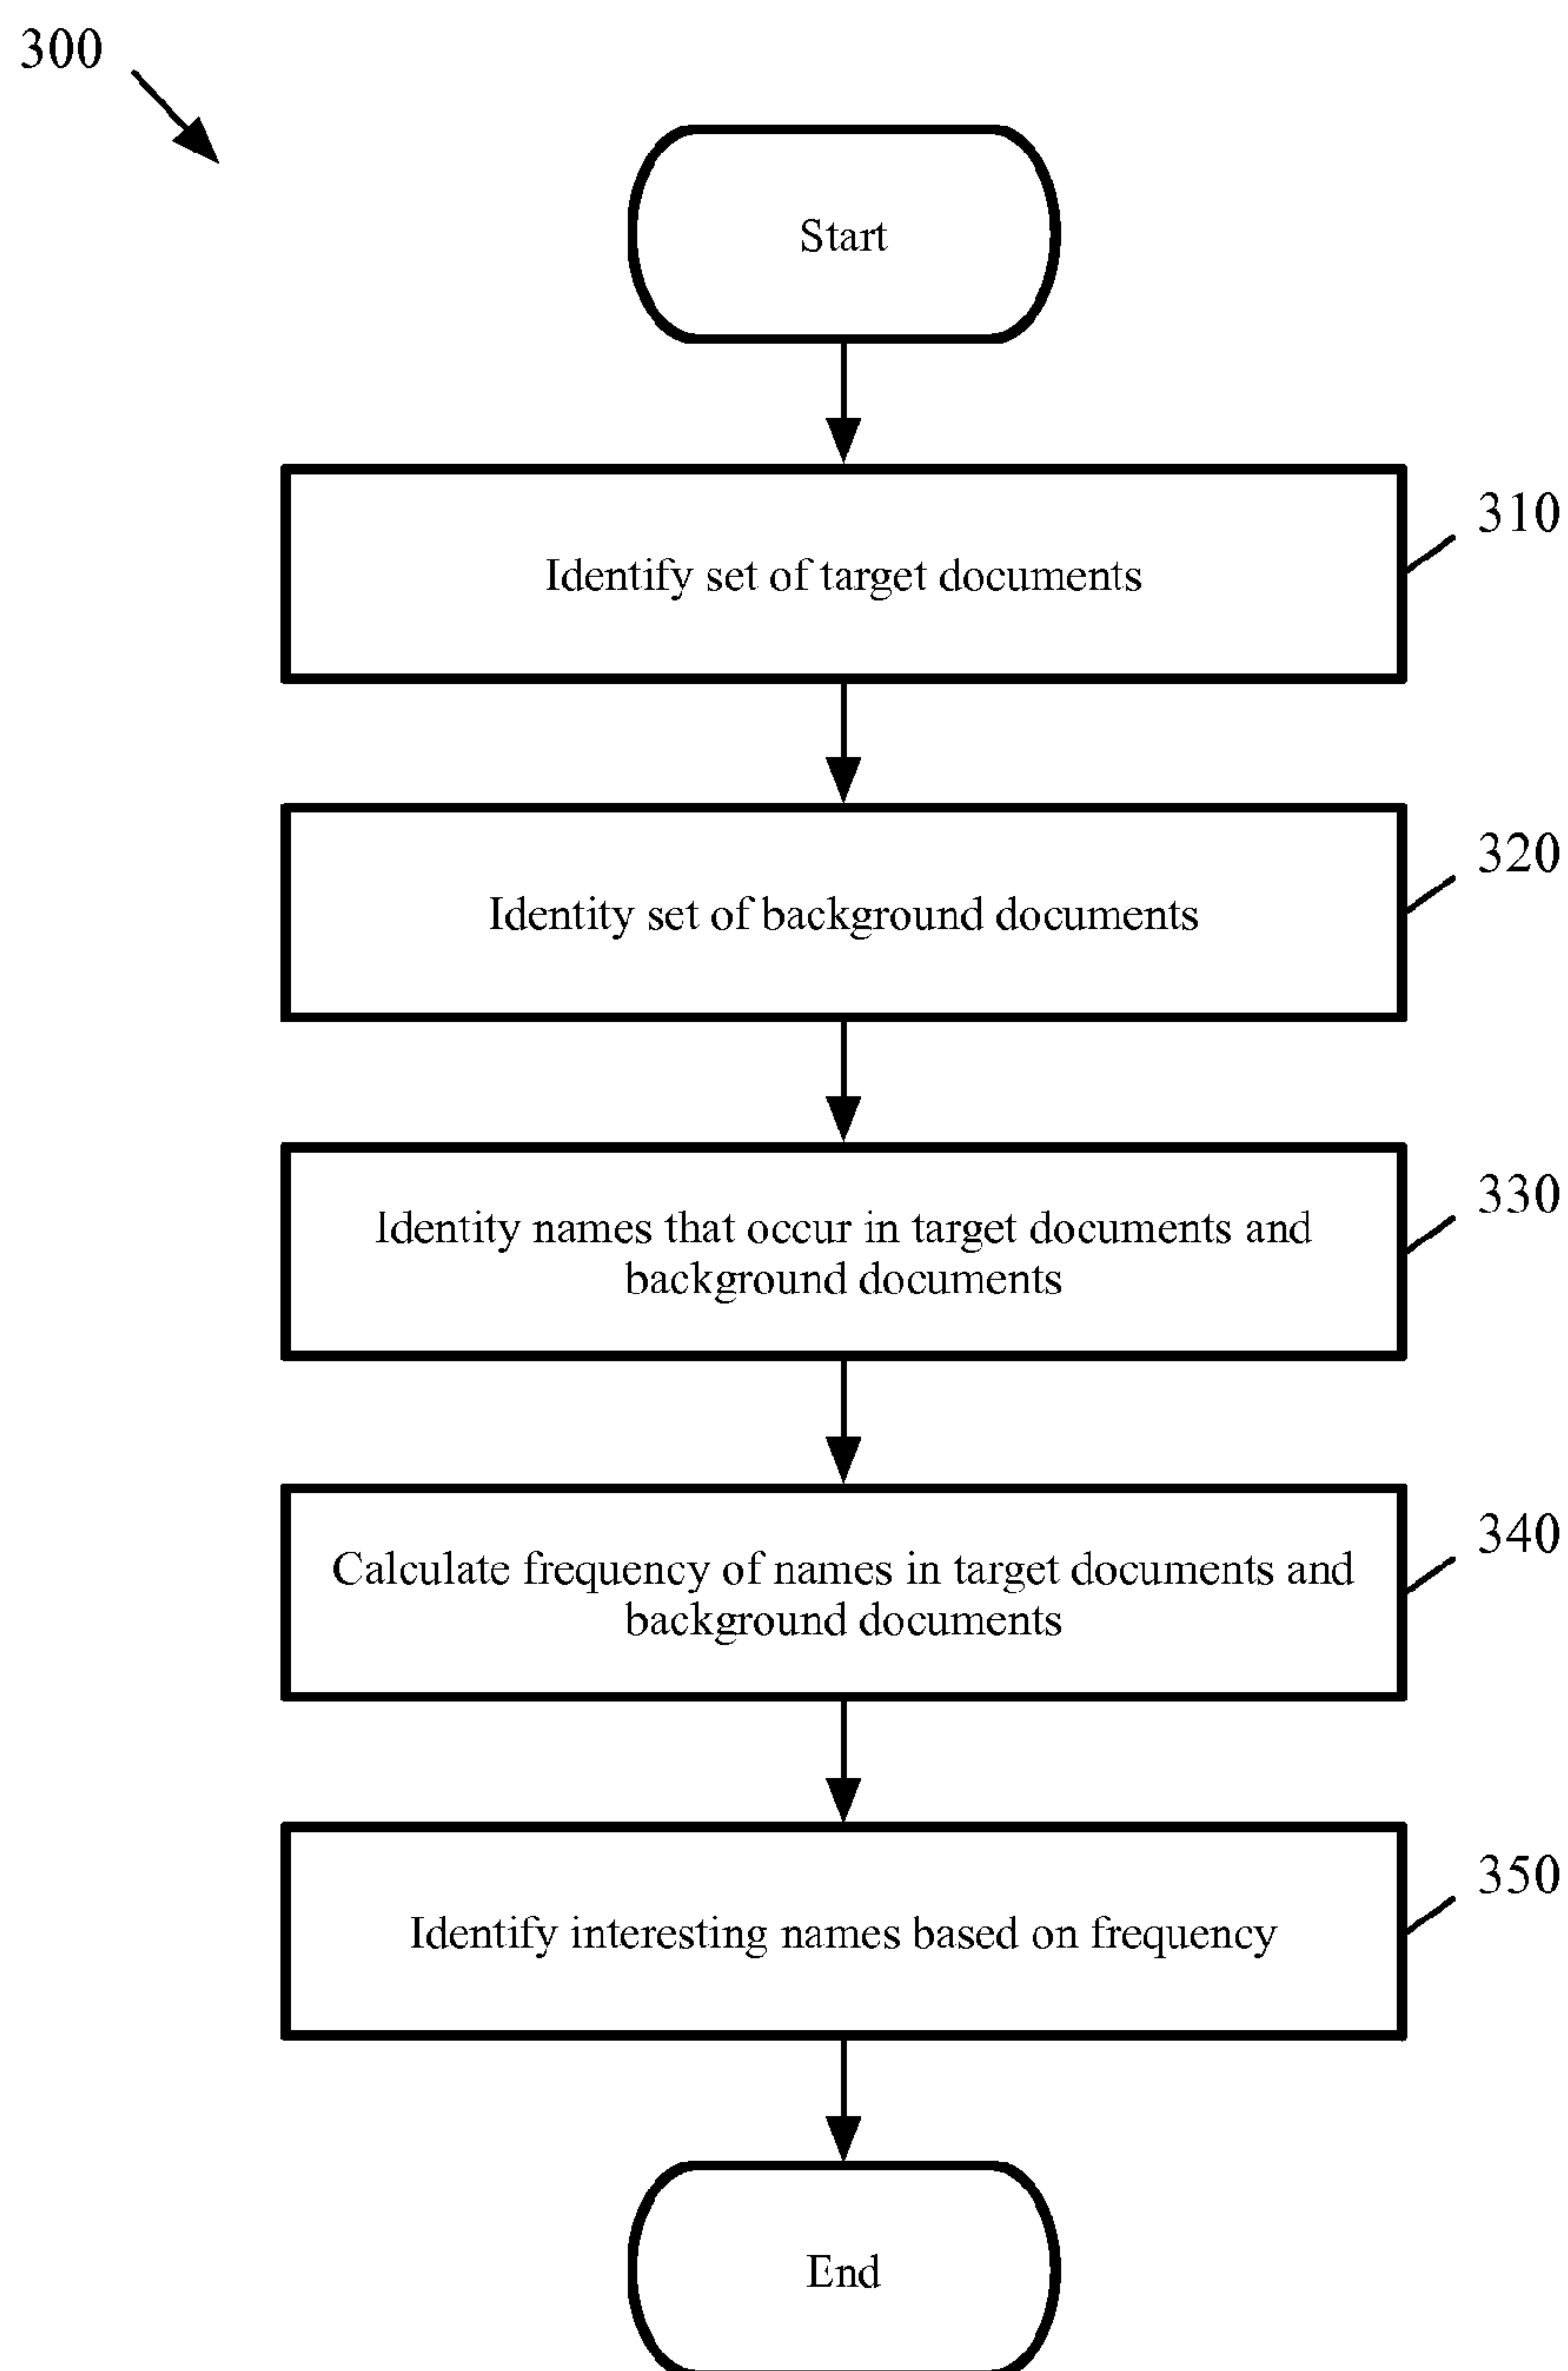 300
Start
310
Identify set of target documents
320
Identity set of background documents
330
Identity names that occur in target documents and
background documents
340
Calculate frequency of names in target documents and
background documents
350
Identify interesting names based on frequency
End